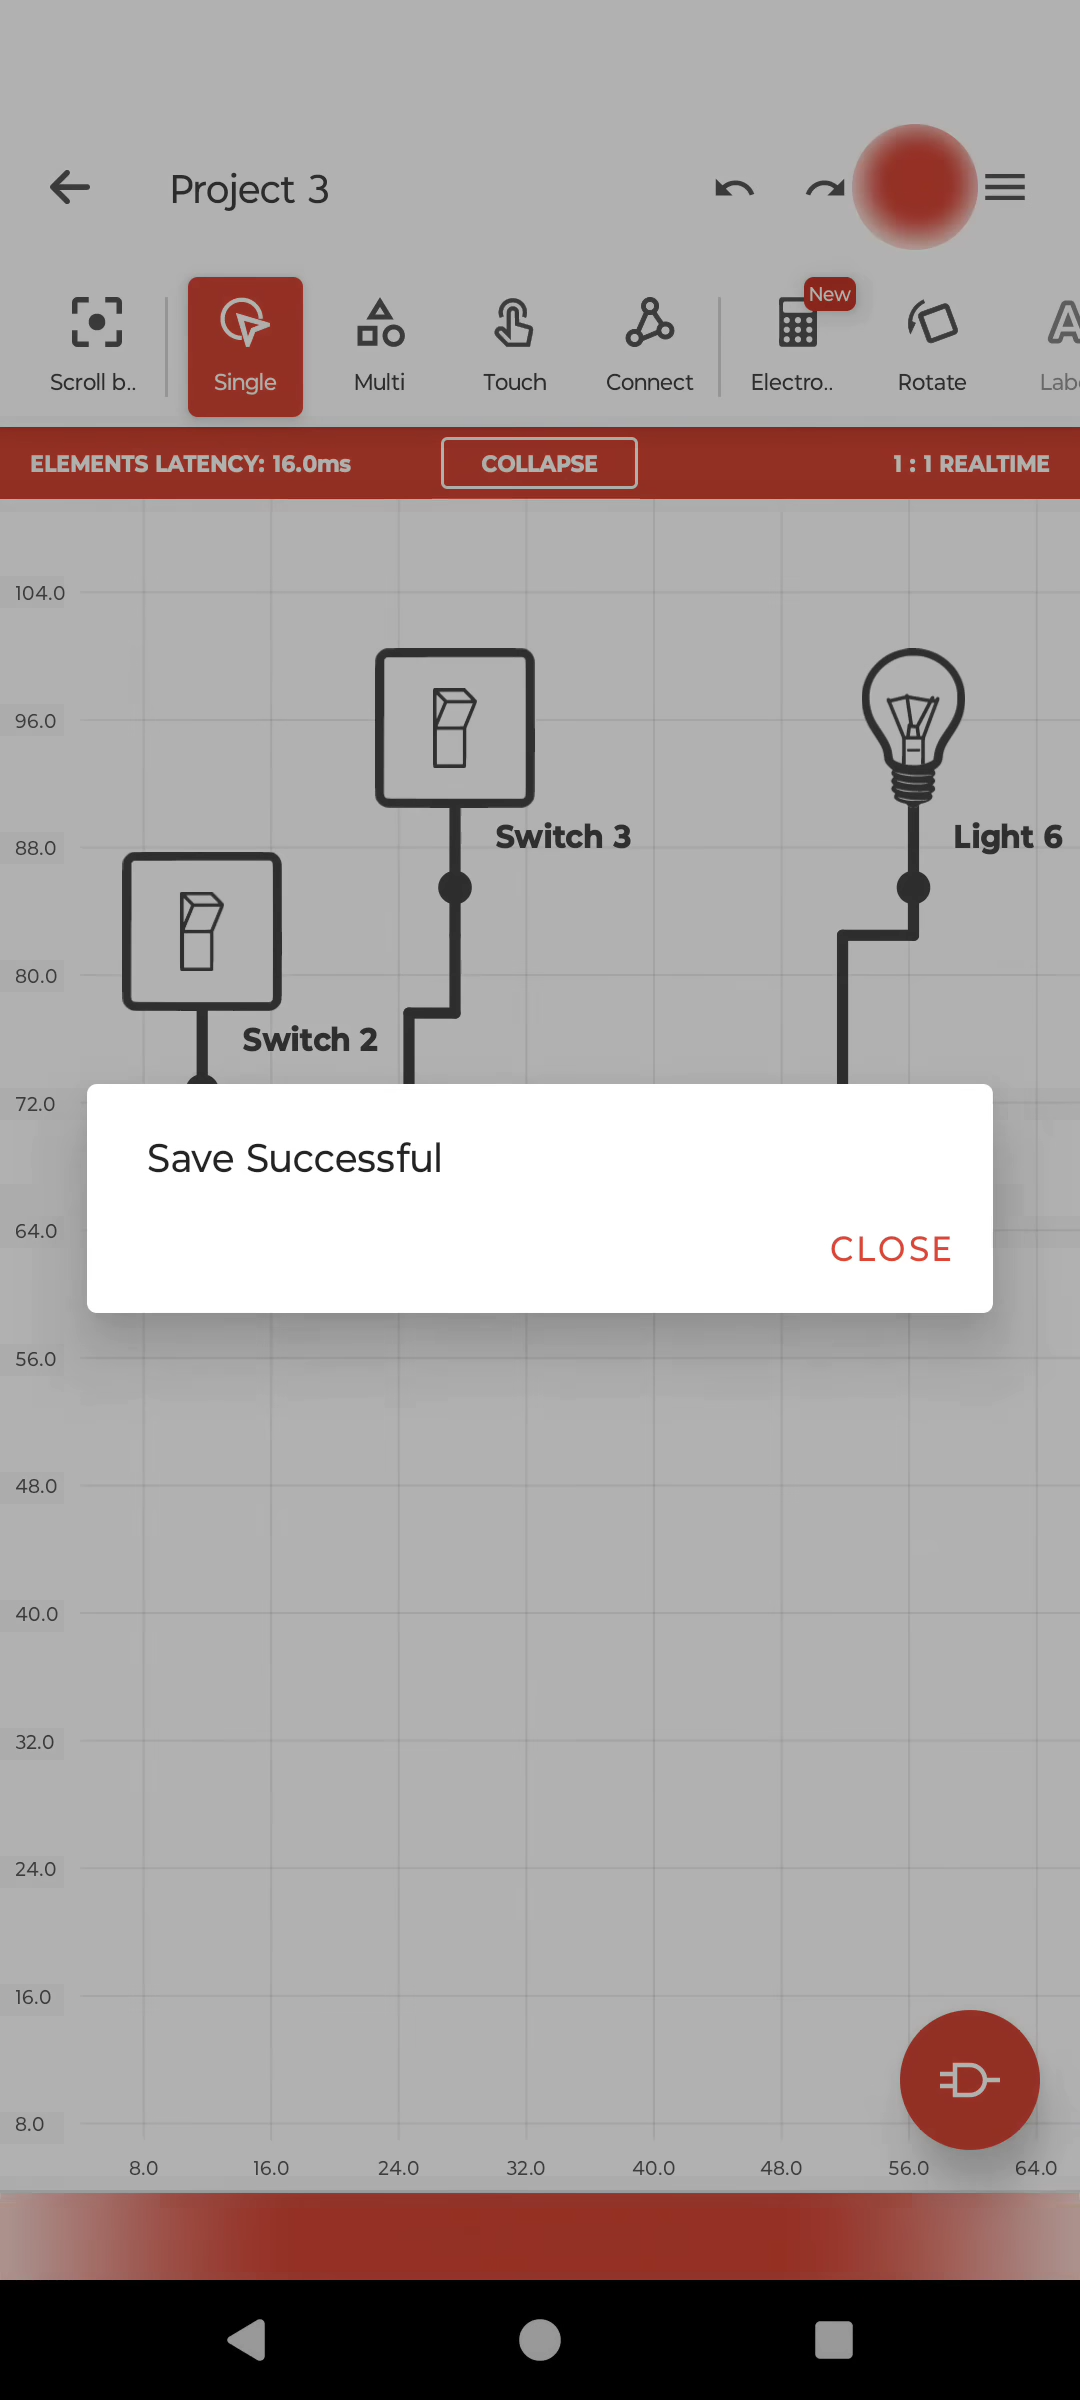 Project 3
New
Scroll b..
Single
Multi
Touch
Connect
Electro..
Rotate
ELEMENTS LATENCY: 16.0ms
COLLAPSE
1 : 1 REALTIME
104.0
96.0
88.0
80.0
72.0
64.0
56.0
48.0
40.0
32.0
24.0
16.0
8.0
Switch 3
Light 6
Switch 2
Save Successful
CLOSE
8.0
16.0
24.0
32.0
40.0
48.0
56.0
64.0